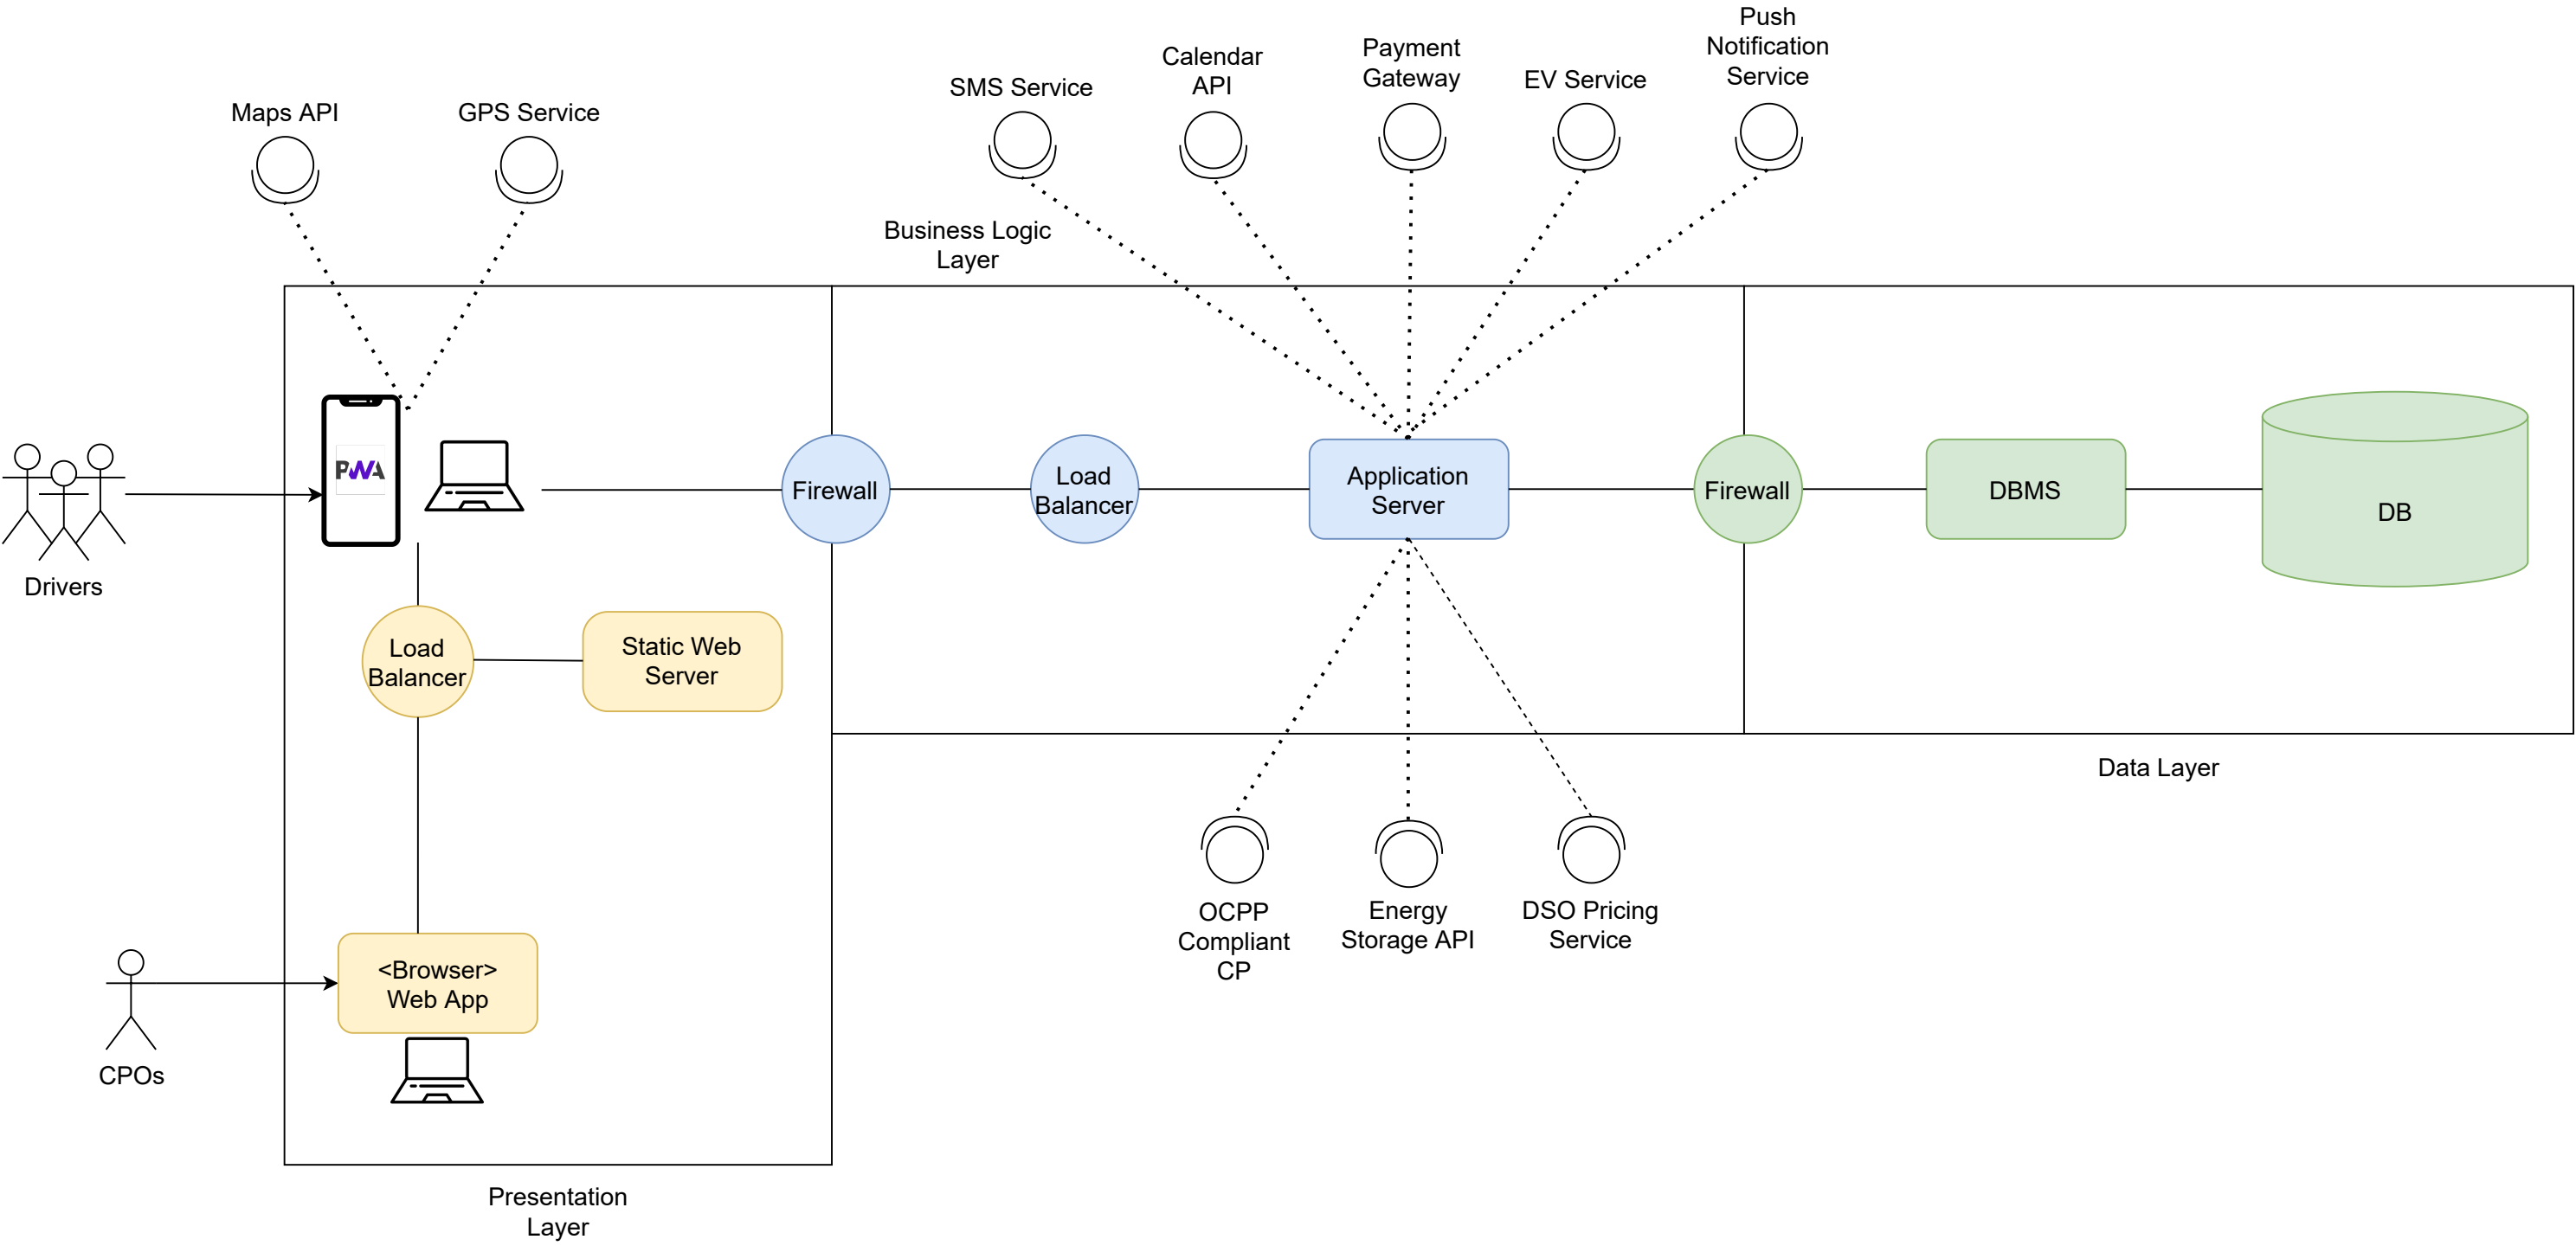 Push
Notification
Service
Payment
Gateway
Calendar
API
EV Service
SMS Service
Maps API
GPS Service
Business Logic
Layer
PWA
Drivers
Firewall
Load
Balancer
Application
Server
Firewall
DBMS
DB
Load
Balancer
Static Web
Server
Data Layer
OCPP
Compliant
CP
Energy
Storage API
DSO Pricing
Service
<Browser>
Web App
CPOs
Presentation
Layer